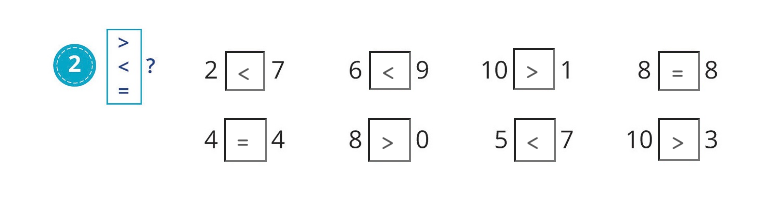 2 > < = ?
2 < 7 6 < 9 10 > 1 8 = 8
4 = 4 8 > 0 5 < 7 10 > 3